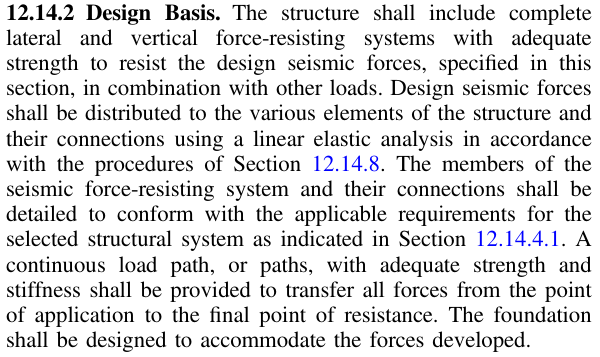 12.14.2 Design Basis. The structure shall include complete
lateral and vertical force-resisting systems with adequate
strength to resist the design seismic forces, specified in this
section, in combination with other loads. Design seismic forces
shall be distributed to the various elements of the structure and
their connections using a linear elastic analysis in accordance
with the procedures of Section 12.14.8. The members of the
seismic force-resisting system and their connections shall be
detailed to conform with the applicable requirements for the
selected structural system as indicated in Section 12.14.4.1. A
continuous load path, or paths, with adequate strength and
stiffness shall be provided to transfer all forces from the point
of application to the final point of resistance. The foundation
shall be designed to accommodate the forces developed.